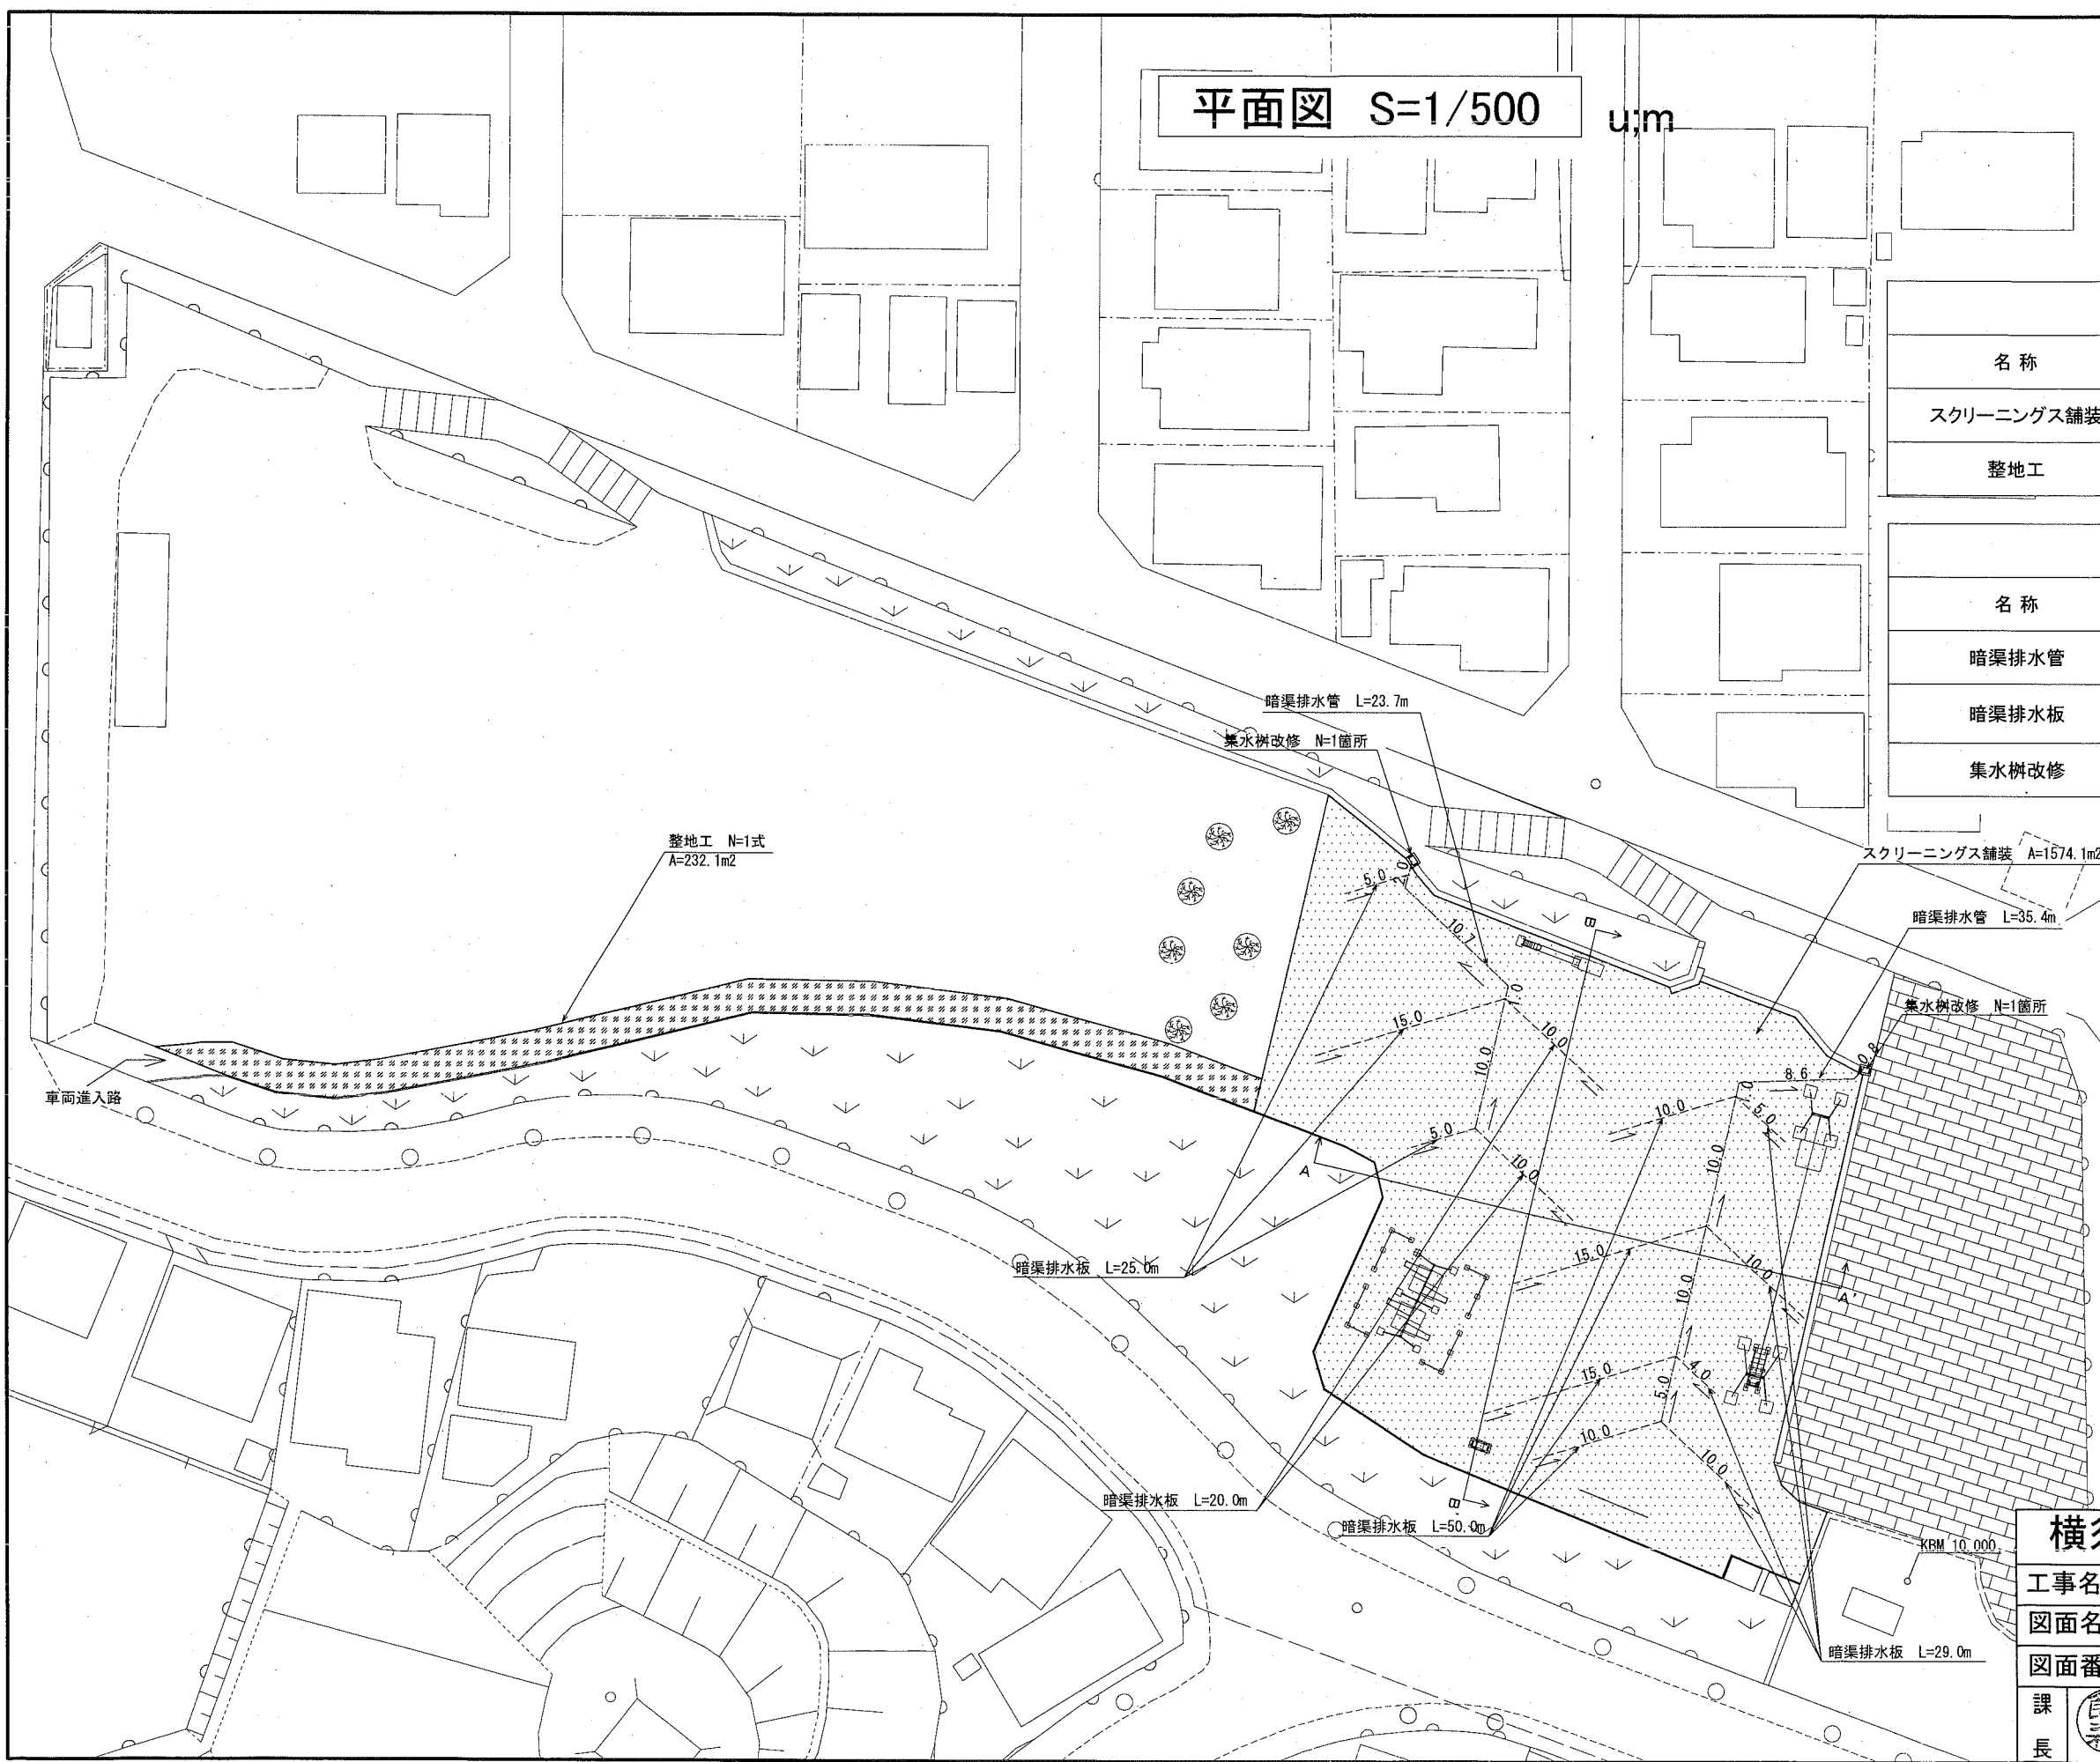 平面図 S=1/500
u;m
名 称
スクリーニングス舗装
整地工
名 称
暗渠排水管
暗渠排水板
集水桝改修
暗渠排水管 L=23.7m
集水桝改修 N=1箇所
整地工 N=1式
A=232.1m2
スクリーニングス舗装 A=1574.1m2
暗渠排水管 L=35.4m
集水桝改修 N=1箇所
車両進入路
5.0
2.0
10.7
B
1.0
15.0
10.0
10.0
0.8
8.6
1.0
5.0
10.0
5.0
10.0
10.0
A
15.0
10.0
A'
10.0
暗渠排水板 L=25.0m
15.0
4.0
5.0
10.0
10.0
B'
暗渠排水板 L=20.0m
暗渠排水板 L=50.0m
KBM 10.000
暗渠排水板 L=29.0m
横
工事名
図面名
図面番
課
長